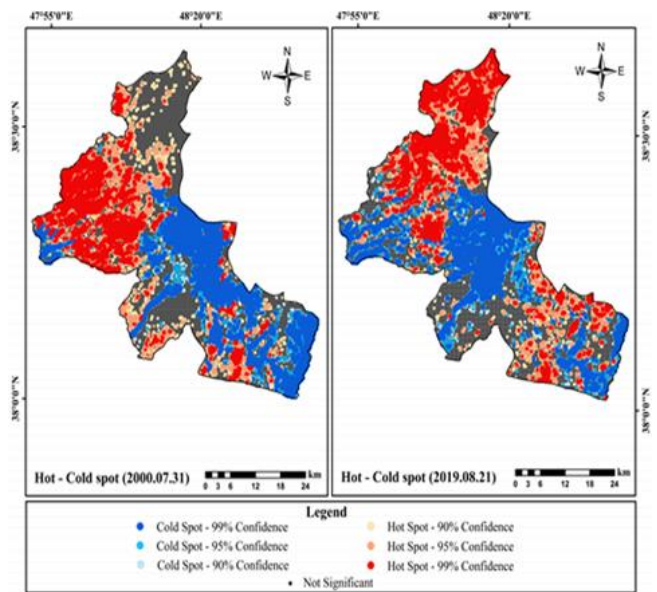 47°55'0"E 48°20'0"E 47°55'0"E 48°20'0"E
N N
W E W E
S S
38°30'0"N 38°30'0"N
38°0'0"N 38°0'0"N
Hot - Cold spot (2000.07.31) km Hot - Cold spot (2019.08.21) km
0 3 6 12 18 24 0 3 6 12 18 24
Legend
Cold Spot - 99% Confidence Hot Spot - 90% Confidence
Cold Spot - 95% Confidence Hot Spot - 95% Confidence
Cold Spot - 90% Confidence Hot Spot - 99% Confidence
Not Significant